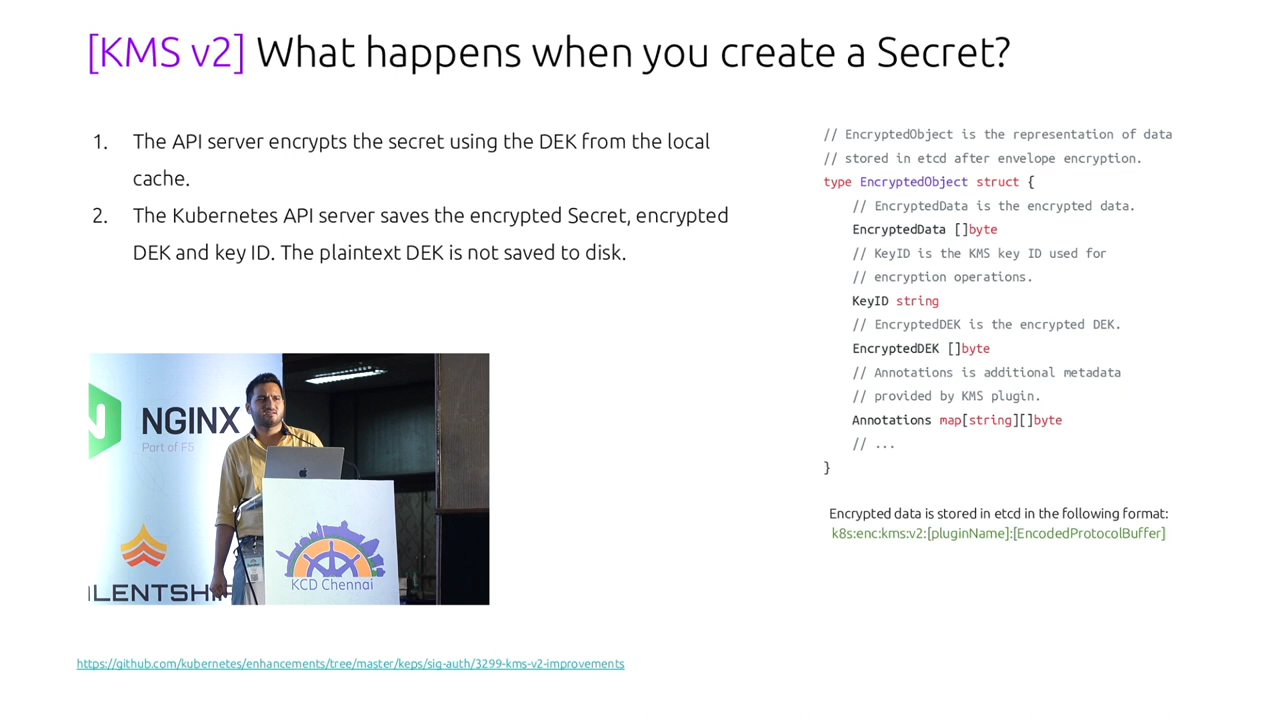 [KMS v2] What happens when you create a Secret?
1. The API server encrypts the secret using the DEK from the local
cache.
2. The Kubernetes API server saves the encrypted Secret, encrypted
DEK and key ID. The plaintext DEK is not saved to disk.
// EncryptedObject is the representation of data
// stored in etcd after envelope encryption.
type EncryptedObject struct {
// EncryptedData is the encrypted data.
EncryptedData []byte
// KeyID is the KMS key ID used for
// encryption operations.
KeyID string
// EncryptedDEK is the encrypted DEK.
EncryptedDEK []byte
// Annotations is additional metadata
// provided by KMS plugin.
Annotations map[string][]byte
// ...
}
Encrypted data is stored in etcd in the following format:
k8s:enc:kms:v2:[pluginName]:[EncodedProtocolBuffer]
NGINX
Part of F5
ILENTSHIF
KCD Chennai
https://github.com/kubernetes/enhancements/tree/master/keps/sig-auth/3299-kms-v2-improvements